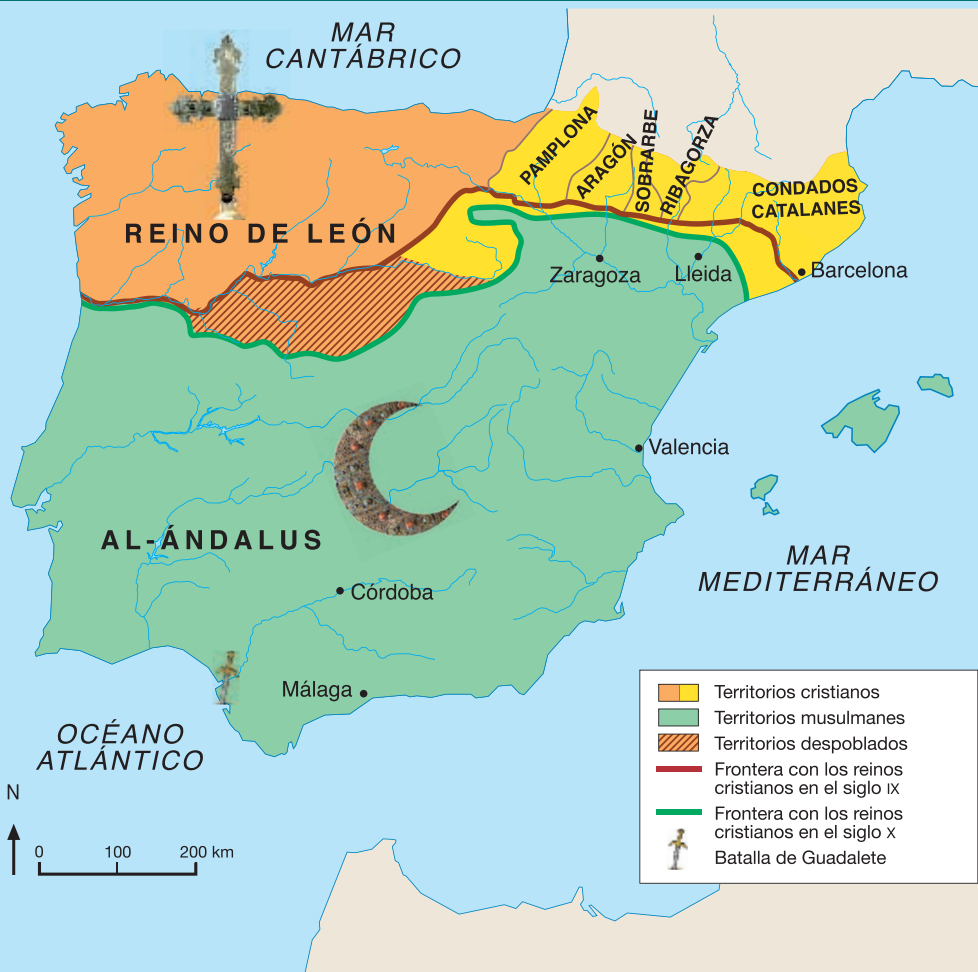 MAR
CANTÁBRICO
PAMPLONA
ARAGÓN
SOBRARBE
RIBAGORZA
CONDADOS
CATALANES
REINO DE LEÓN
Zaragoza
Lleida
Barcelona
Valencia
AL-ÁNDALUS
MAR
MEDITERRÁNEO
Córdoba
Málaga
OCÉANO
ATLÁNTICO
N
0 100 200 km
Territorios cristianos
Territorios musulmanes
Territorios despoblados
Frontera con los reinos
cristianos en el siglo IX
Frontera con los reinos
cristianos en el siglo X
Batalla de Guadalete